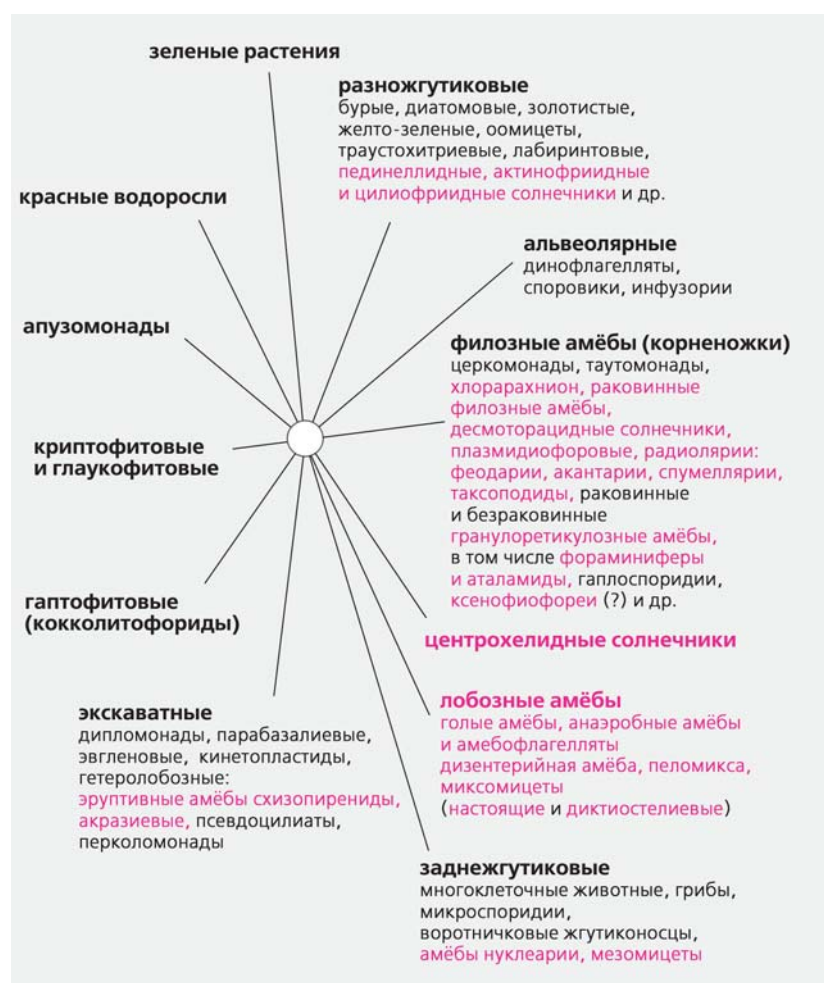 зеленые растения
разножгутиковые
бурые, диатомовые, золотистые,
желто-зеленые, оомицеты,
траустохитриевые, лабиринтовые,
пединеллидные, актинофриидные
и цилиофриидные солнечники и др.
красные водоросли
альвеолярные
динофлагелляты,
споровики, инфузории
апузомонады
филозные амёбы (корненожки)
церкомонады, таутомонады,
хлорарахнион, раковинные
филозные амёбы,
десмоторацидные солнечники,
плазмидиофоровые, радиолярии:
феодарии, акантарии, спумеллярии,
таксоподиды, раковинные
и безраковинные
гранулоретикулозные амёбы,
в том числе фораминиферы
и аталамиды, гаплоспоридии,
ксенофиофореи (?) и др.
криптофитовые
и глаукофитовые
гаптофитовые
(кокколитофориды)
центрохелидные солнечники
лобозные амёбы
голые амёбы, анаэробные амёбы
и амебофлагелляты
дизентерийная амёба, пеломикса,
миксомицеты
(настоящие и диктиостелиевые)
экскаватные
дипломонады, парабазалиевые,
эвгленовые, кинетопластиды,
гетеролобозные:
эруптивные амёбы схизопирениды,
акразиевые, псевдоцилиаты,
перколомонады
заднежгутиковые
многоклеточные животные, грибы,
микроспоридии,
воротничковые жгутиконосцы,
амёбы нуклеарии, мезомицеты